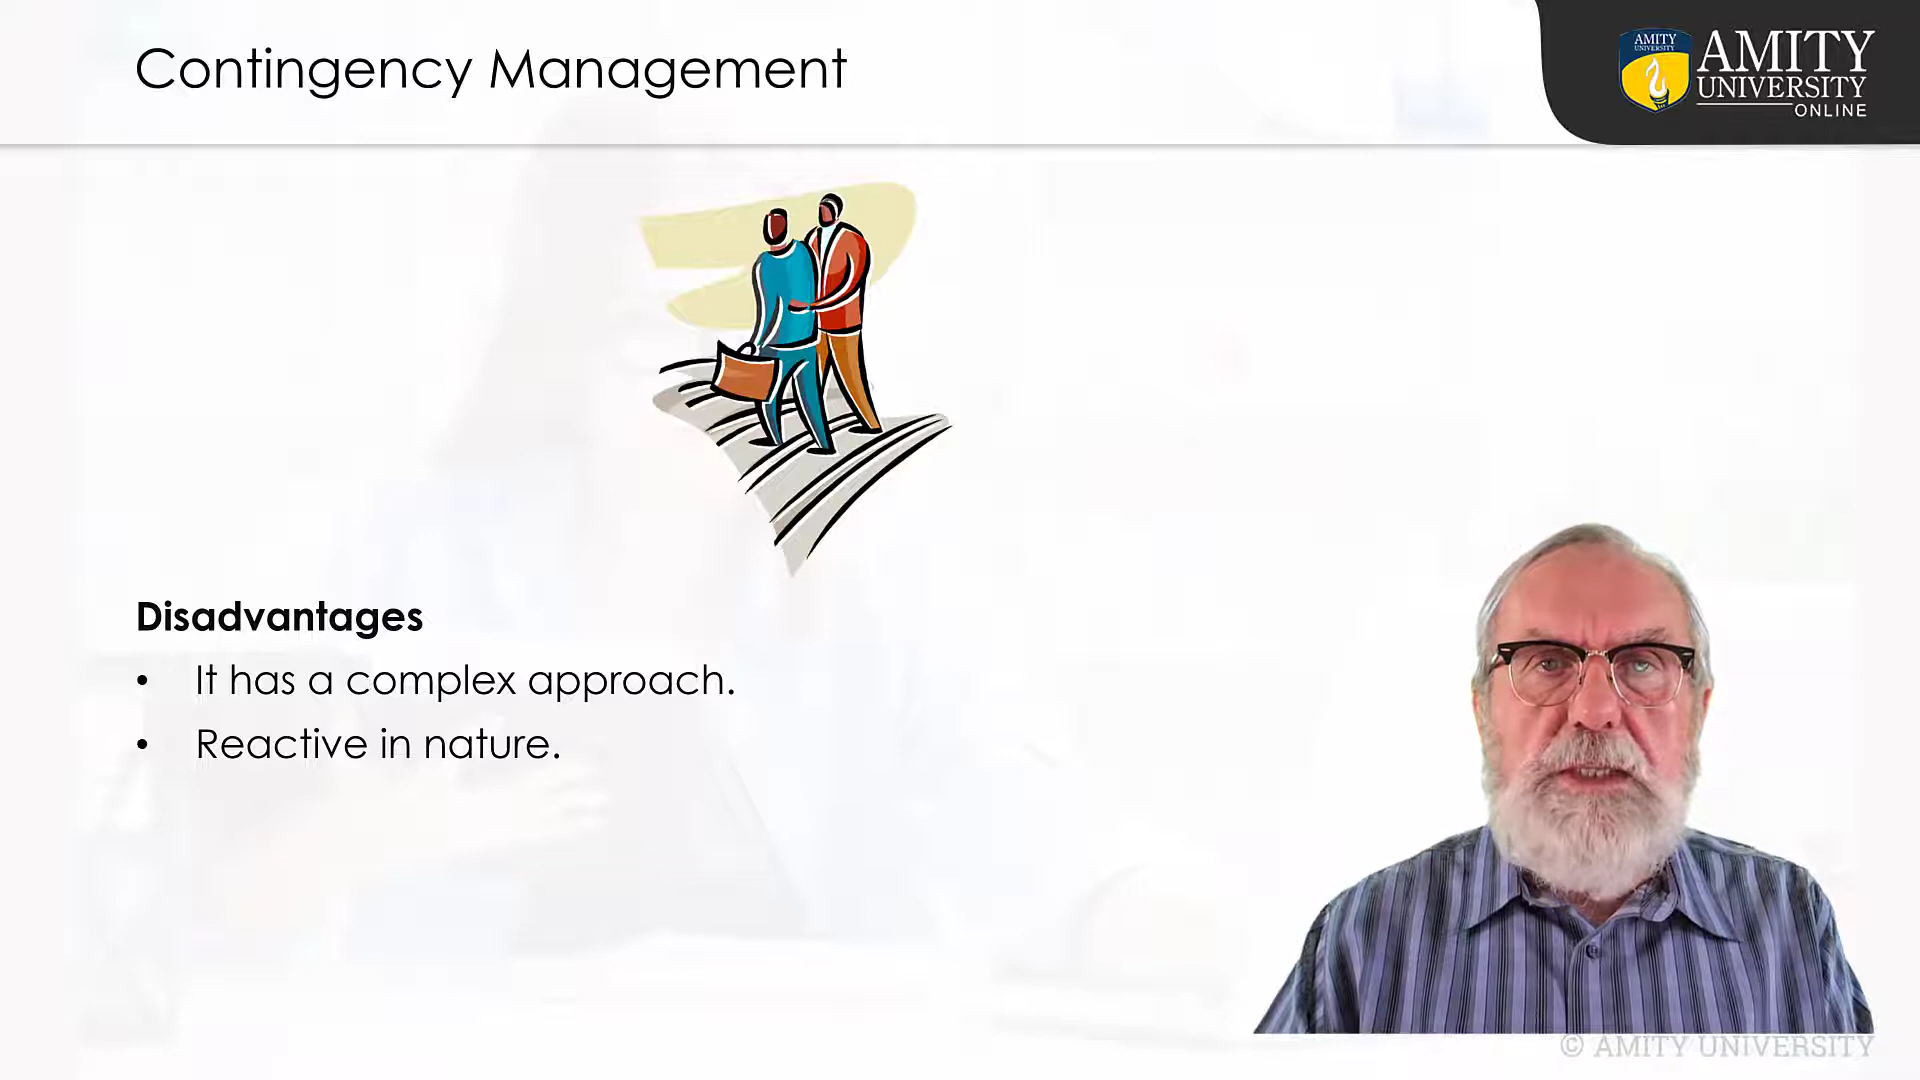 Contingency Management
AMITY
UNIVERSITY
AMITY
UNIVERSITY
ONLINE
Disadvantages
• It has a complex approach.
• Reactive in nature.
© AMITY UNIVERSITY